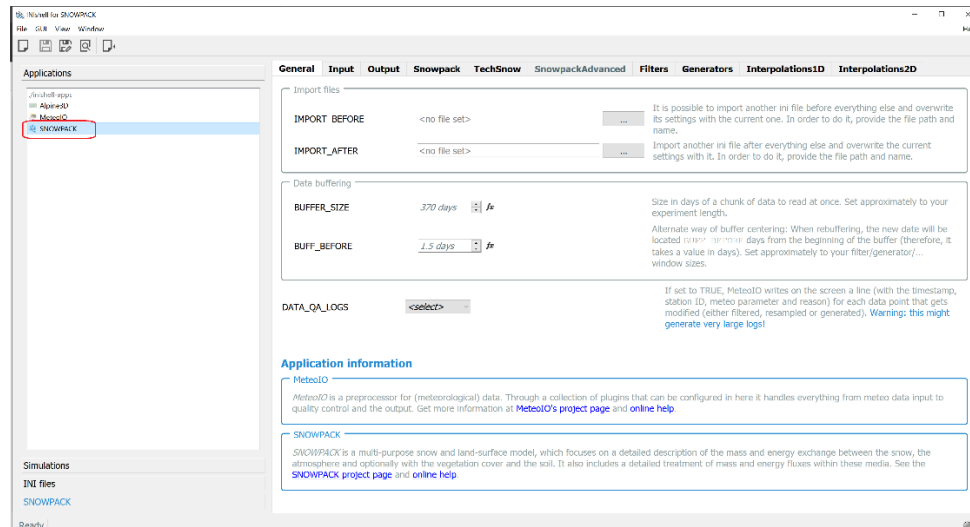 INIshell for SNOWPACK
File GUI View Window
Applications
./inishell-apps
Alpine3D
MeteoIO
SNOWPACK
Simulations
INI files
SNOWPACK
Ready
General Input Output Snowpack TechSnow SnowpackAdvanced Filters Generators Interpolations1D Interpolations2D
Import files
IMPORT_BEFORE <no file set> ... It is possible to import another ini file before everything else and overwrite
its settings with the current one. In order to do it, provide the file path and
name.
IMPORT_AFTER <no file set> ... Import another ini file after everything else and overwrite the current
settings with it. In order to do it, provide the file path and name.
Data buffering
BUFFER_SIZE 370 days fx Size in days of a chunk of data to read at once. Set approximately to your
experiment length.
BUFF_BEFORE 1.5 days fx Alternate way of buffer centering: When rebuffering, the new date will be
located days from the beginning of the buffer (therefore, it
takes a value in days). Set approximately to your filter/generator/...
window sizes.
DATA_QA_LOGS <select> If set to TRUE, MeteoIO writes on the screen a line (with the timestamp,
station ID, meteo parameter and reason) for each data point that gets
modified (either filtered, resampled or generated). Warning: this might
generate very large logs!
Application information
MeteoIO
MeteoIO is a preprocessor for (meteorological) data. Through a collection of plugins that can be configured in here it handles everything from meteo data input to
quality control and the output. Get more information at MeteoIO's project page and online help.
SNOWPACK
SNOWPACK is a multi-purpose snow and land-surface model, which focuses on a detailed description of the mass and energy exchange between the snow, the
atmosphere and optionally with the vegetation cover and the soil. It also includes a detailed treatment of mass and energy fluxes within these media. See the
SNOWPACK project page and online help.